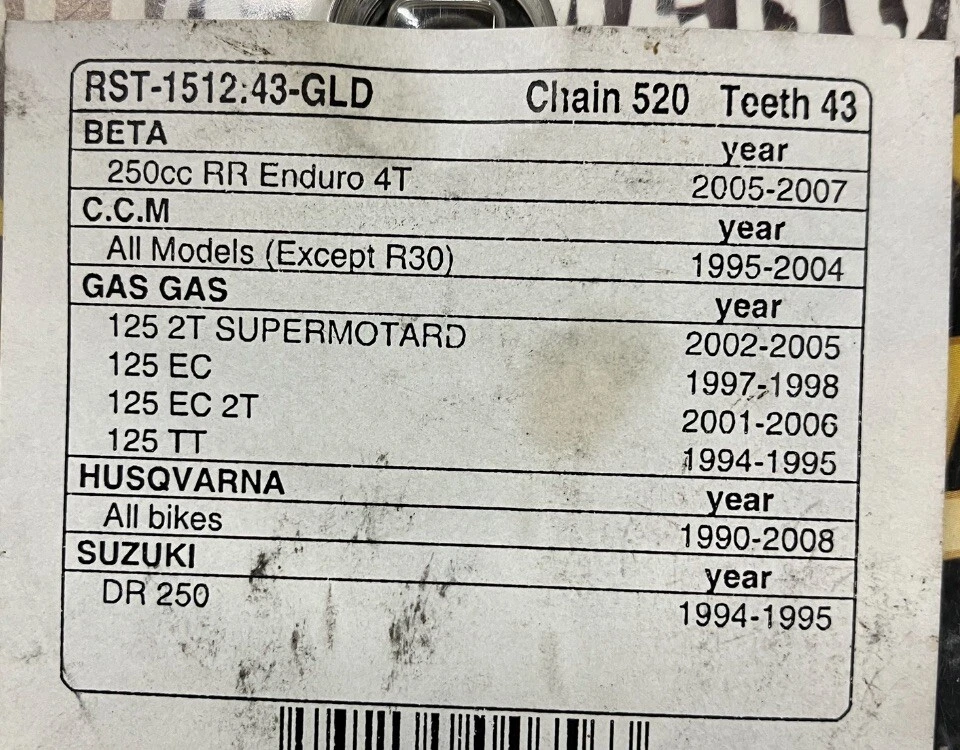 RST-1512:43-GLD Chain 520 Teeth 43
BETA year
250cc RR Enduro 4T 2005-2007
C.C.M year
All Models (Except R30) 1995-2004
GAS GAS year
125 2T SUPERMOTARD 2002-2005
125 EC 1997-1998
125 EC 2T 2001-2006
125 TT 1994-1995
HUSQVARNA year
All bikes 1990-2008
SUZUKI year
DR 250 1994-1995